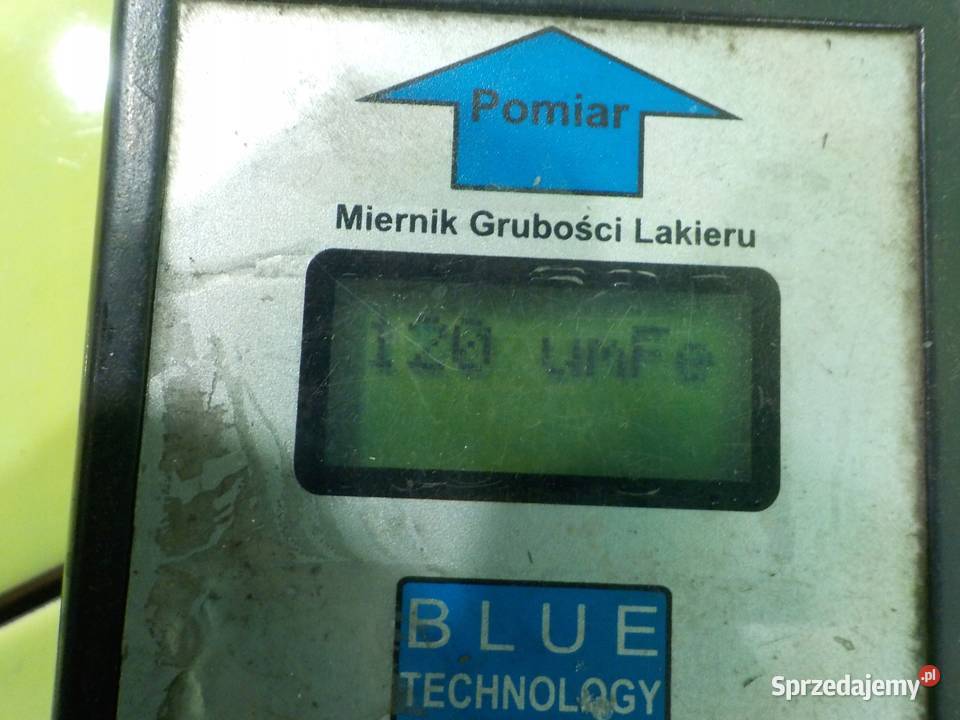 Pomiar
Miernik Grubości Lakieru
120 umFe
BLUE
TECHNOLOGY
Sprzedajemy.pl